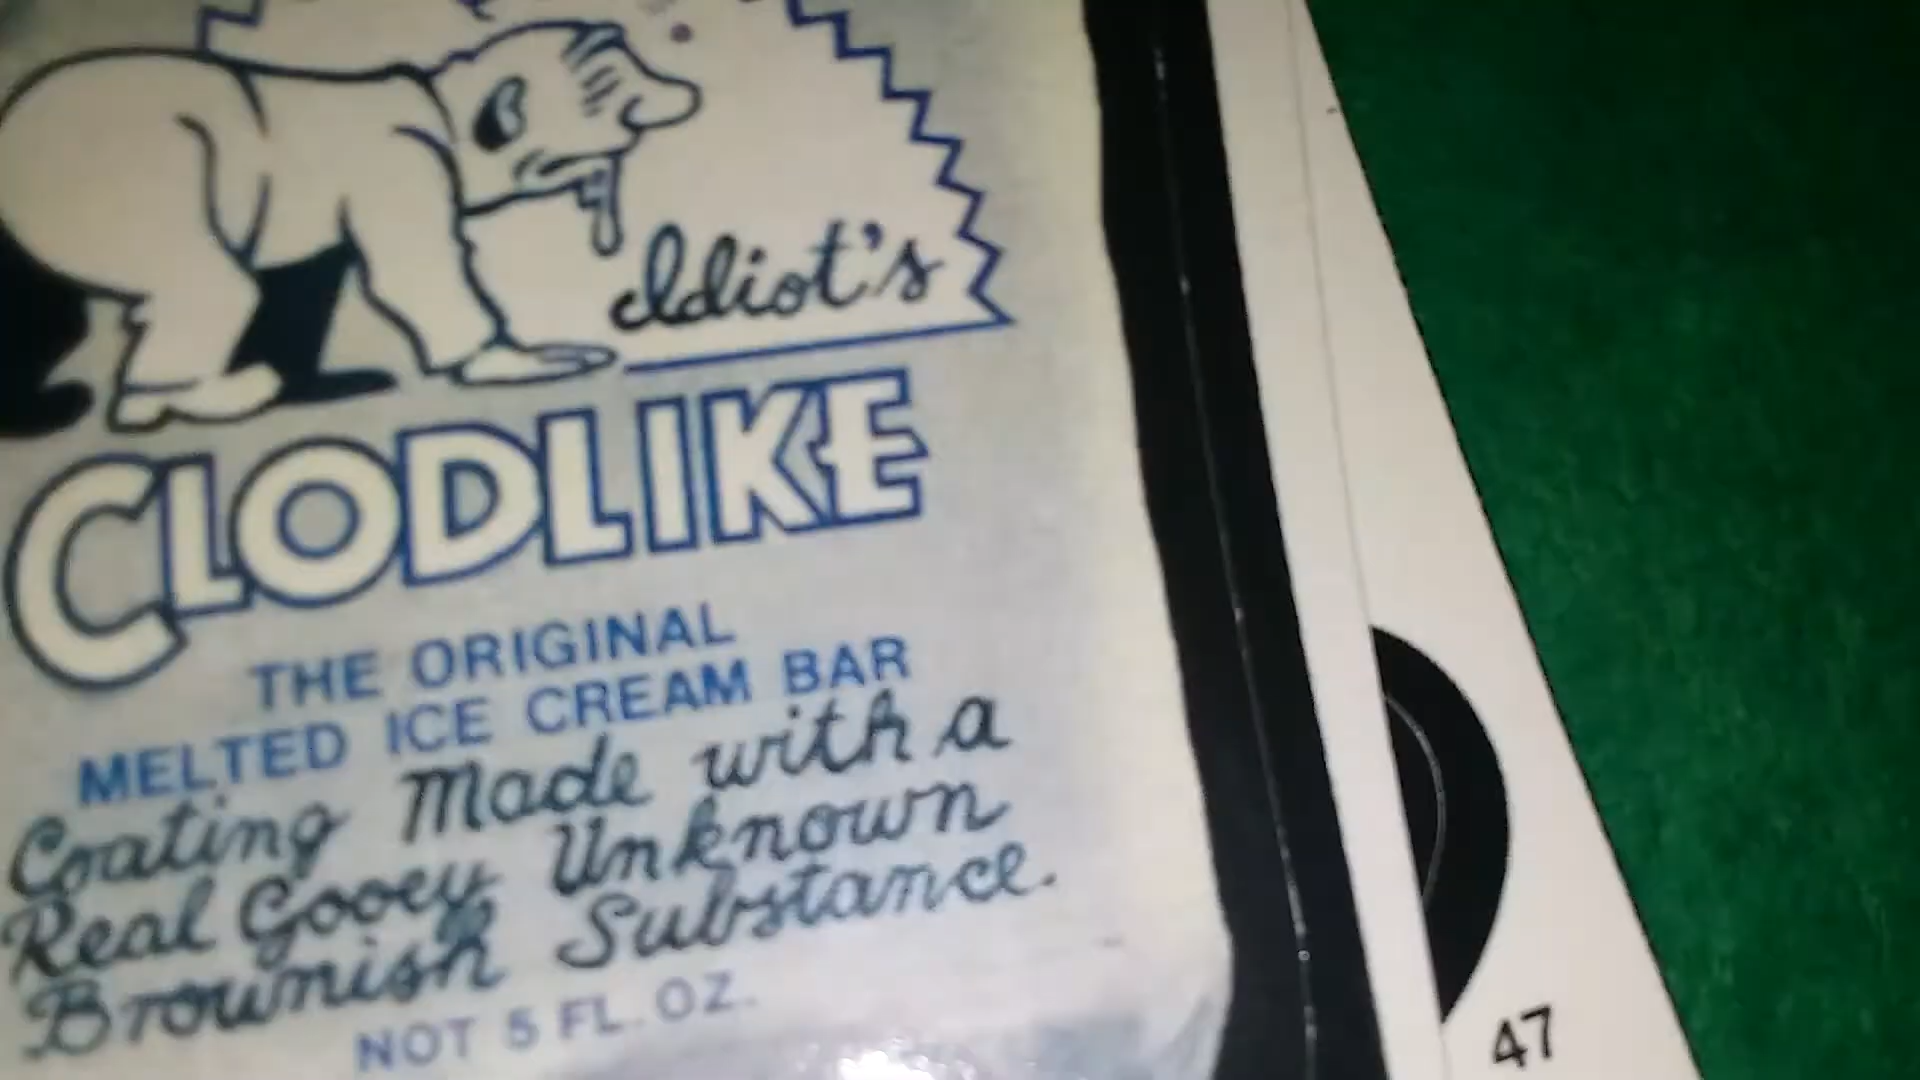 Idiot's
CLODLIKE
THE ORIGINAL
MELTED ICE CREAM BAR
Coating Made with a
Real Gooey Unknown
Brownish Substance.
NOT 5 FL. OZ.
47